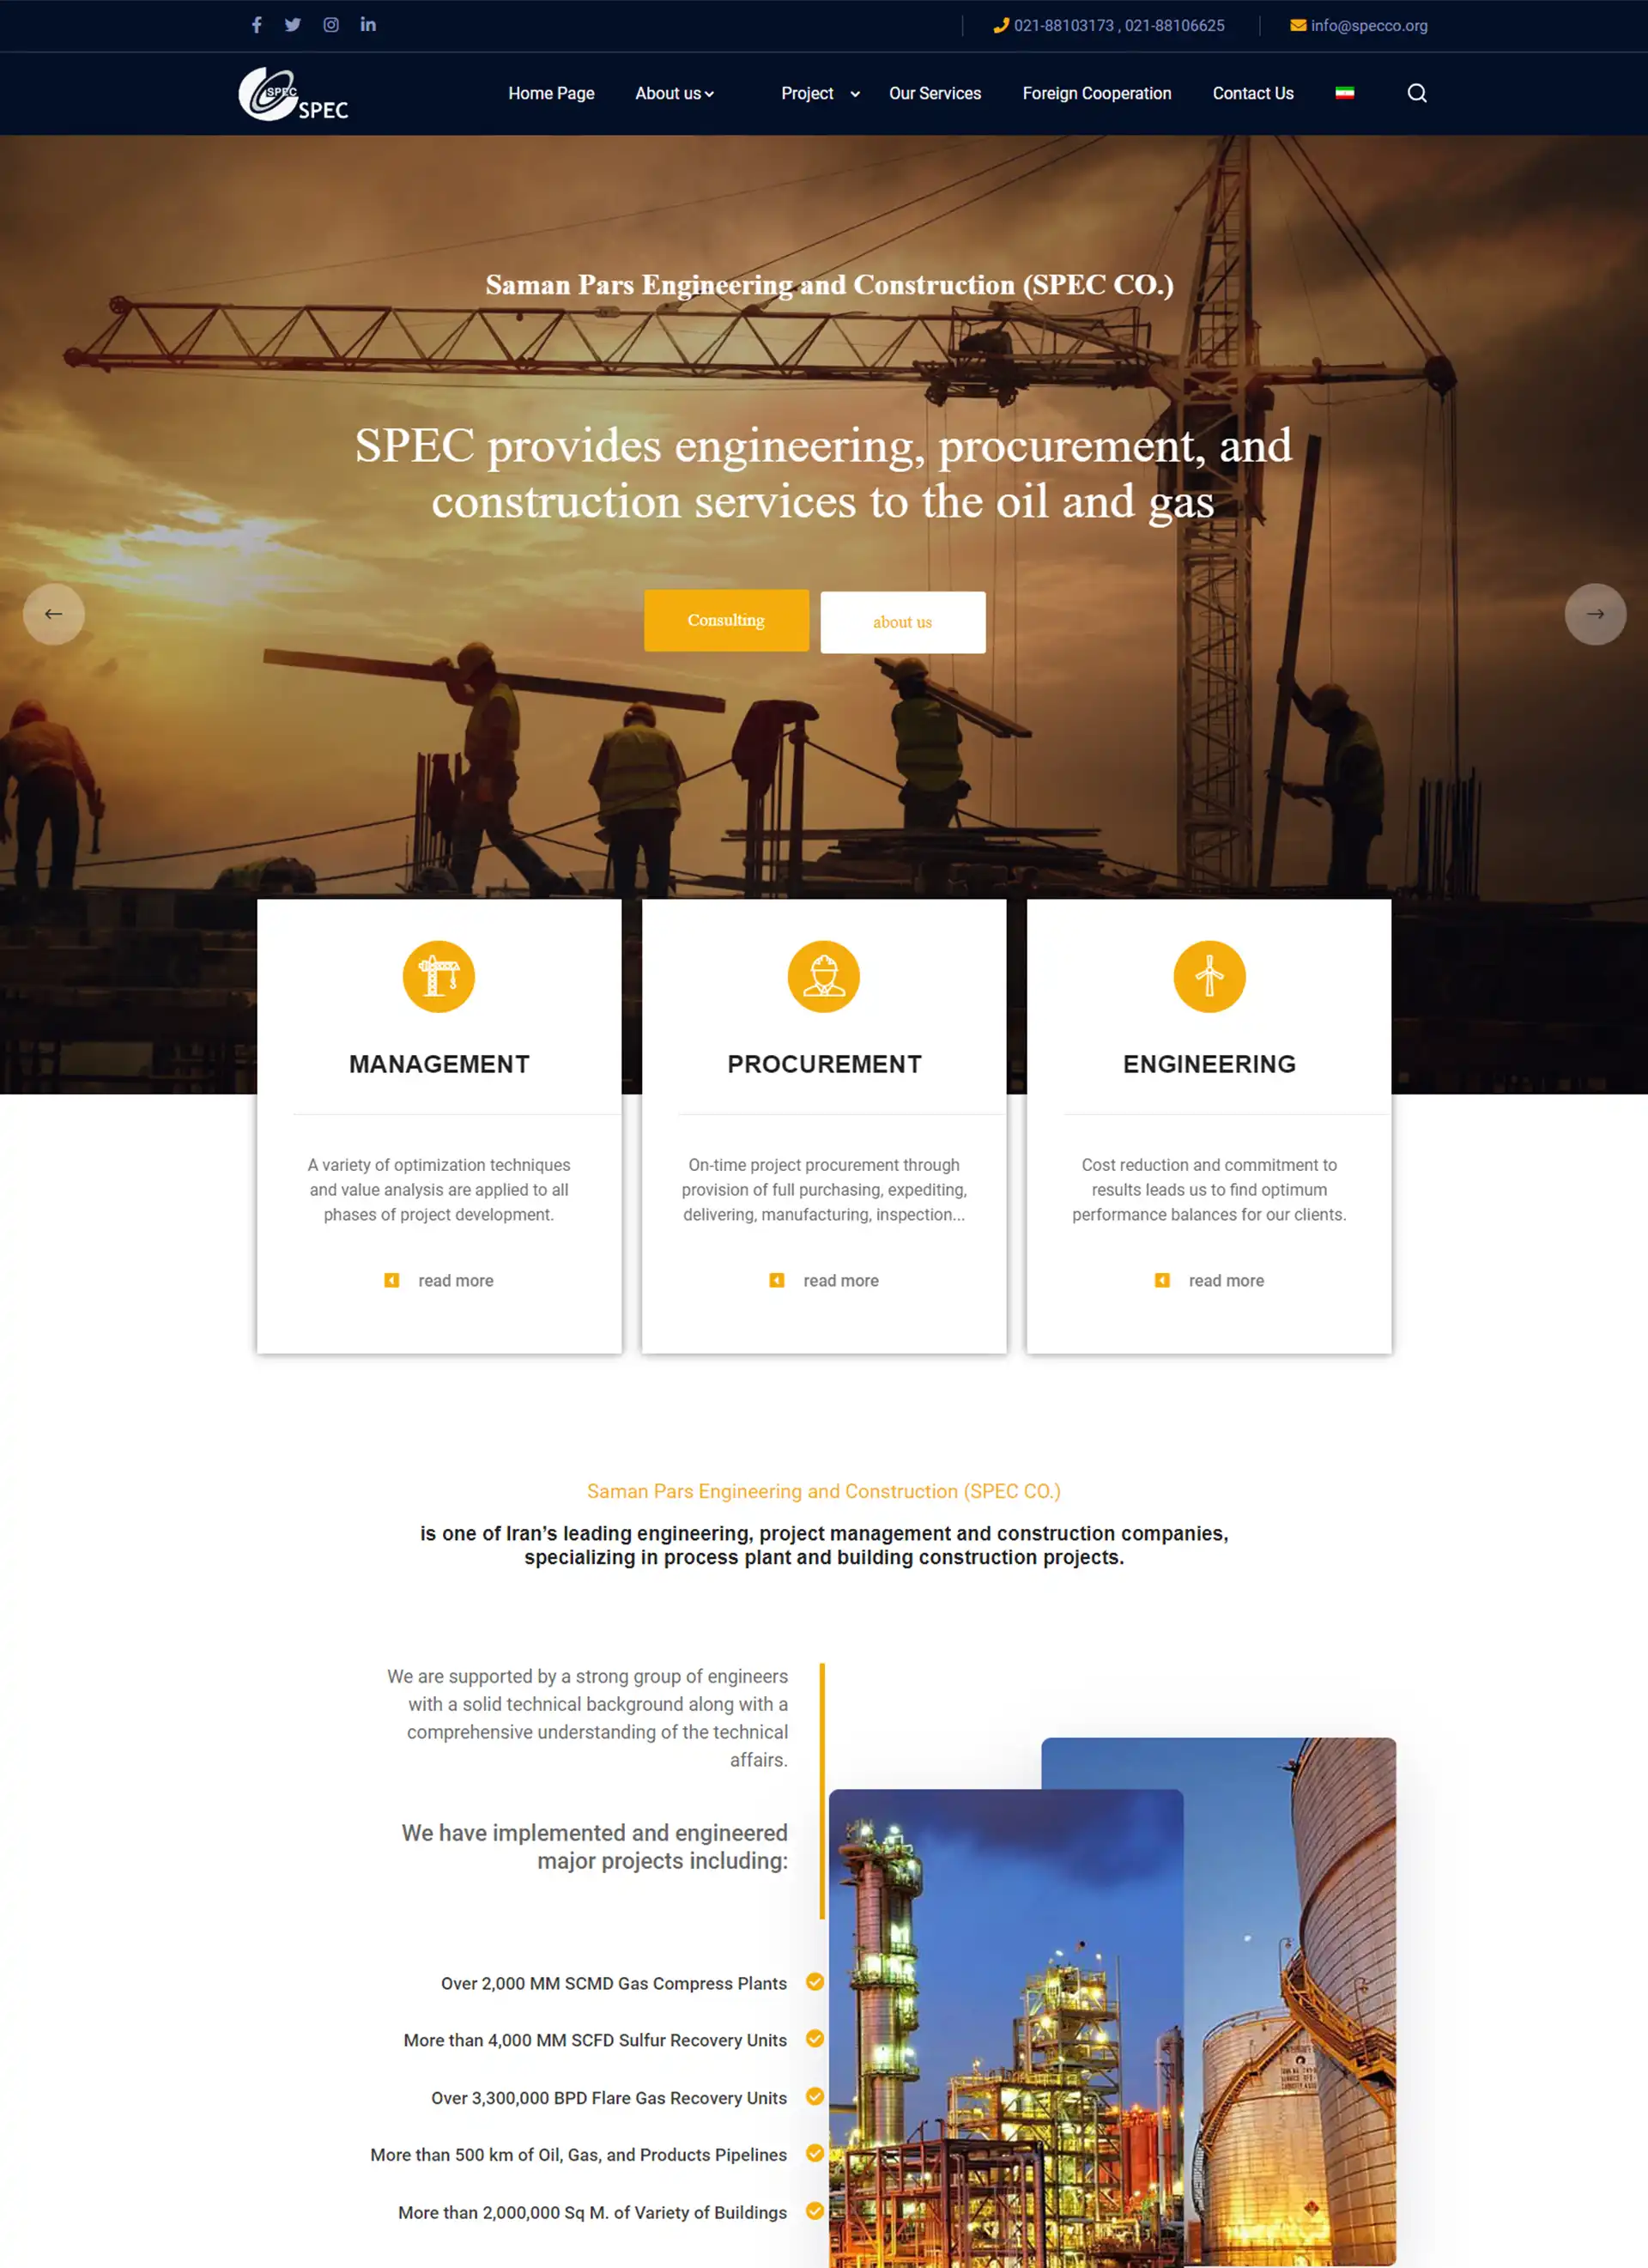 021-88103173 , 021-88106625
info@specco.org
SPEC
SPEC
Home Page
About us
Project
Our Services
Foreign Cooperation
Contact Us
Saman Pars Engineering and Construction (SPEC CO.)
SPEC provides engineering, procurement, and
construction services to the oil and gas
Consulting
about us
MANAGEMENT
A variety of optimization techniques
and value analysis are applied to all
phases of project development.
read more
PROCUREMENT
On-time project procurement through
provision of full purchasing, expediting,
delivering, manufacturing, inspection...
read more
ENGINEERING
Cost reduction and commitment to
results leads us to find optimum
performance balances for our clients.
read more
Saman Pars Engineering and Construction (SPEC CO.)
is one of Iran’s leading engineering, project management and construction companies,
specializing in process plant and building construction projects.
We are supported by a strong group of engineers
with a solid technical background along with a
comprehensive understanding of the technical
affairs.
We have implemented and engineered
major projects including:
Over 2,000 MM SCMD Gas Compress Plants
More than 4,000 MM SCFD Sulfur Recovery Units
Over 3,300,000 BPD Flare Gas Recovery Units
More than 500 km of Oil, Gas, and Products Pipelines
More than 2,000,000 Sq M. of Variety of Buildings